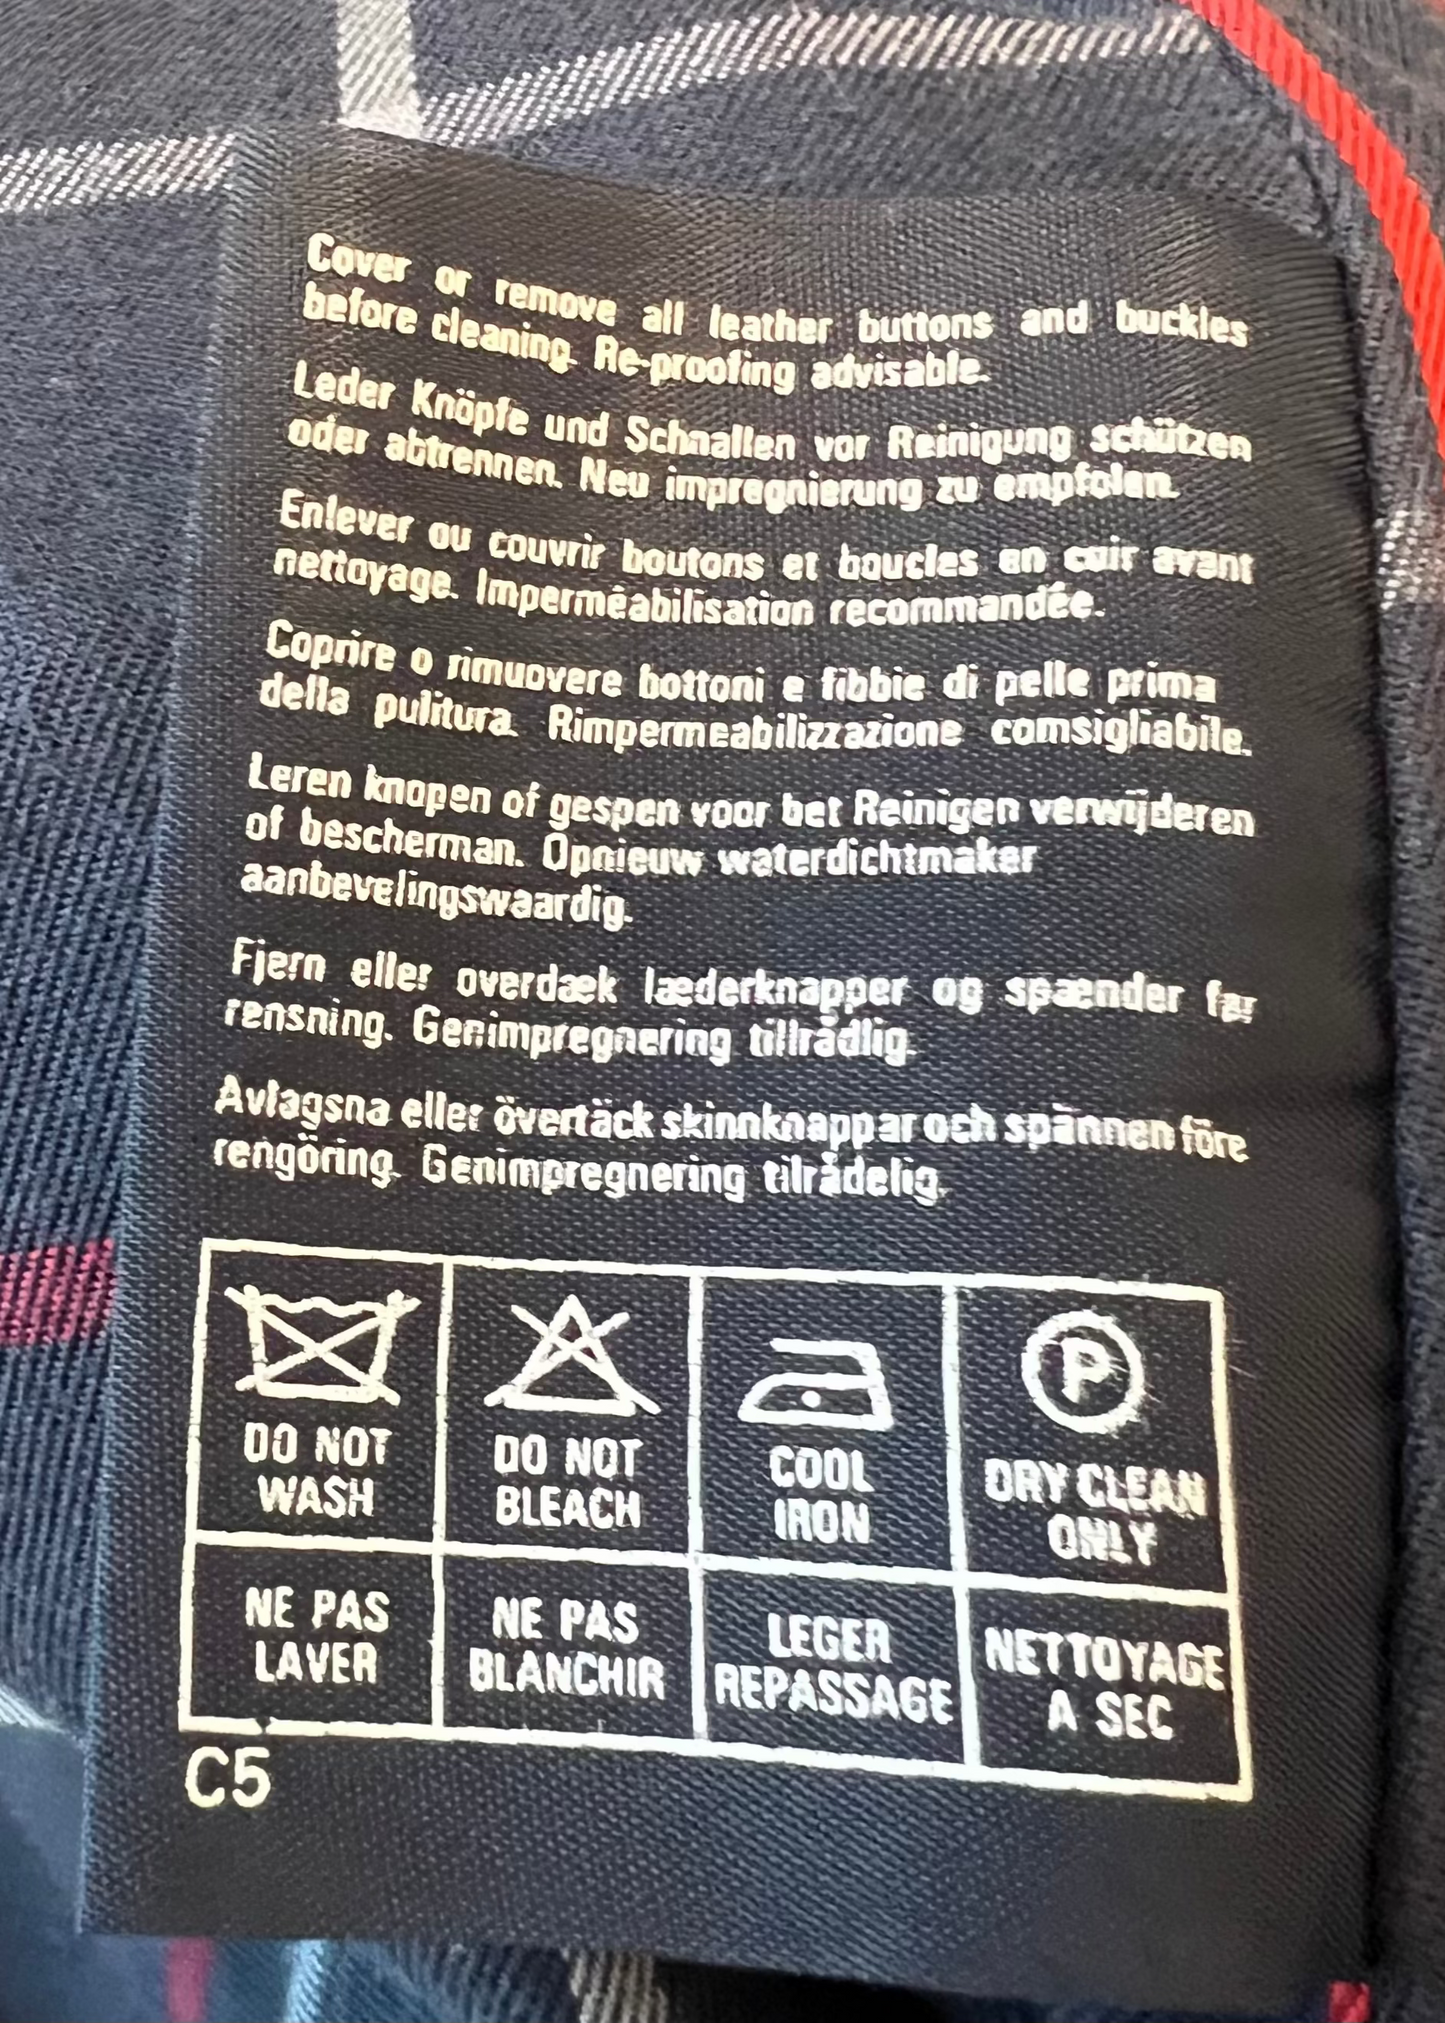 Cover or remove all leather buttons and buckles
before cleaning. Re-proofing advisable.
Leder Knöpfe und Schnallen vor Reinigung schützen
oder abtrennen. Neu impregnierung zu empfolen.
Enlever ou couvrir boutons et boucles en cuir avant
nettoyage. Imperméabilisation recommandée.
Coprire o rimuovere bottoni e fibbie di pelle prima
della pulitura. Rimpermeabilizzazione comsigliabile.
Leren knopen of gespen voor bet Reinigen verwijderen
of bescherman. Opnieuw waterdichtmaker
aanbevelingswaardig.
Fjern eller overdæk læderknapper og spænder før
rensning. Genimpregnering tillrådlig.
Avlagsna eller övertäck skinnknappar och spännen före
rengöring. Genimpregnering tilrådelig.
DO NOT
WASH
DO NOT
BLEACH
COOL
IRON
P
DRY CLEAN
ONLY
NE PAS
LAVER
NE PAS
BLANCHIR
LEGER
REPASSAGE
NETTOYAGE
A SEC
C5